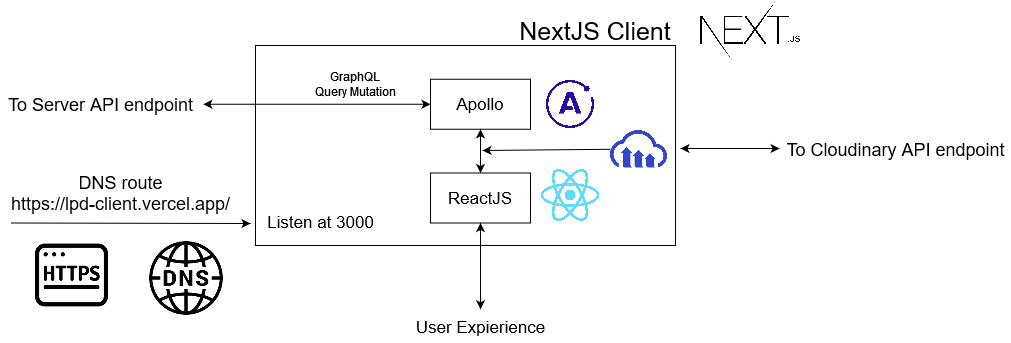 NextJS Client
NEXT.JS
GraphQL
Query Mutation
To Server API endpoint
Apollo
A
To Cloudinary API endpoint
DNS route
https://lpd-client.vercel.app/
ReactJS
Listen at 3000
HTTPS
DNS
User Expierience